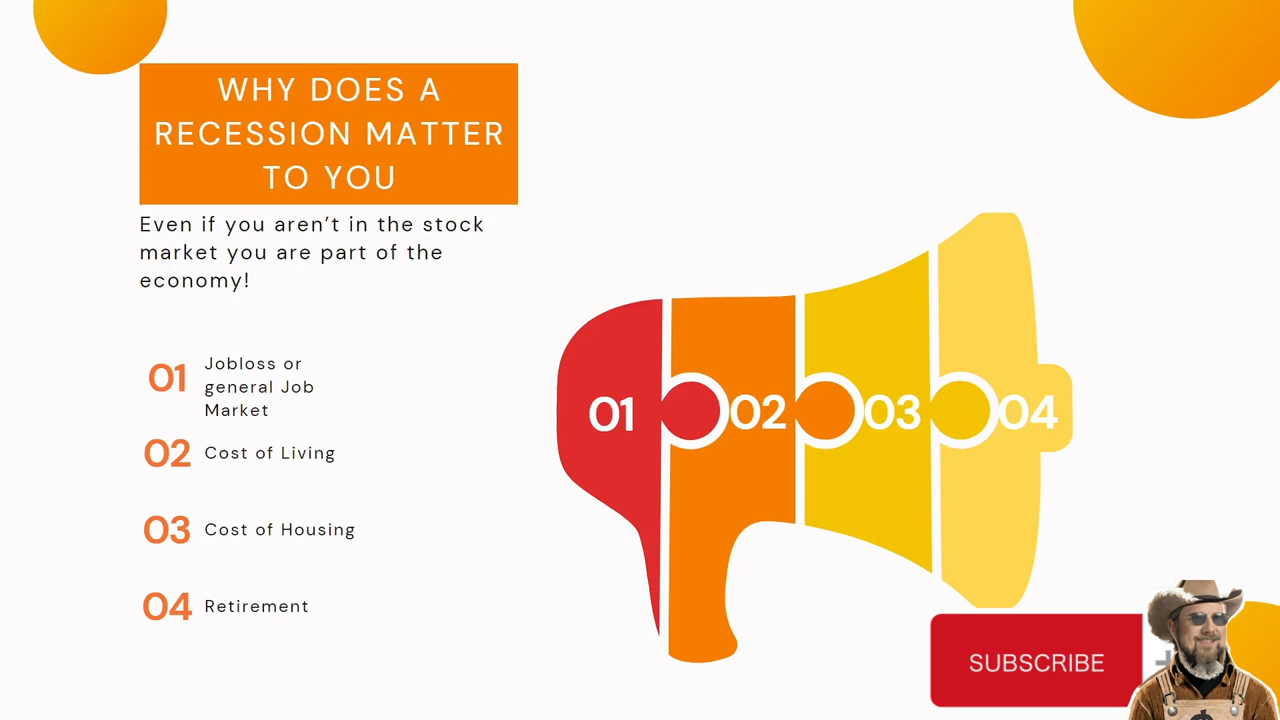 WHY DOES A
RECESSION MATTER
TO YOU
Even if you aren't in the stock
market you are part of the
economy!
01
Jobloss or
general Job
Market
02
Cost of Living
03
Cost of Housing
04
Retirement
01
02
03
04
SUBSCRIBE